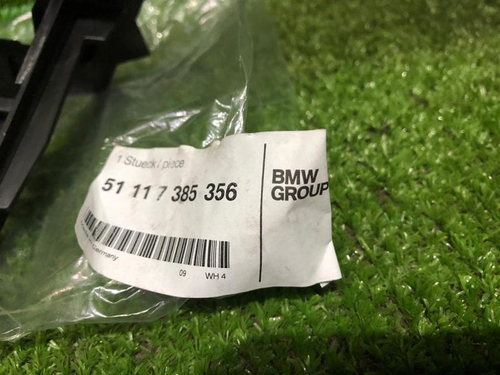 1 Stueck / piece
51 11 7 385 356
BMW
GROUP
Germany
09 WH 4